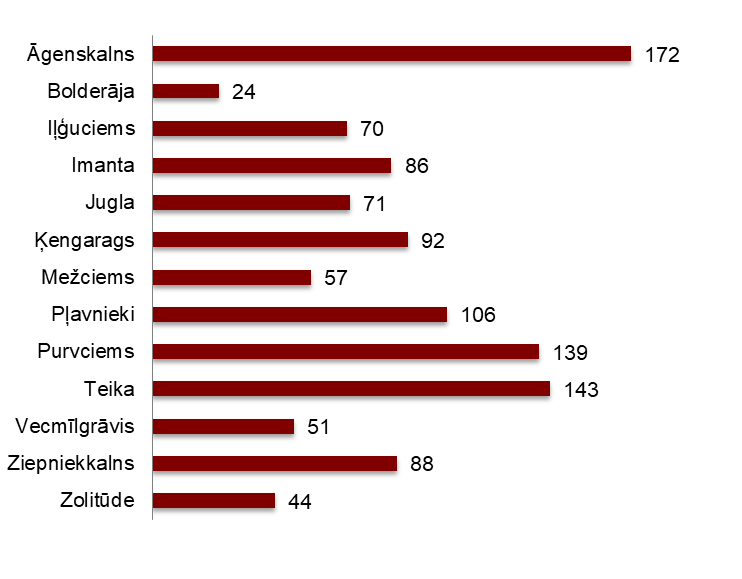 Āgenskalns 172
Bolderāja 24
Iļģuciems 70
Imanta 86
Jugla 71
Ķengarags 92
Mežciems 57
Pļavnieki 106
Purvciems 139
Teika 143
Vecmīlgrāvis 51
Ziepniekkalns 88
Zolitūde 44